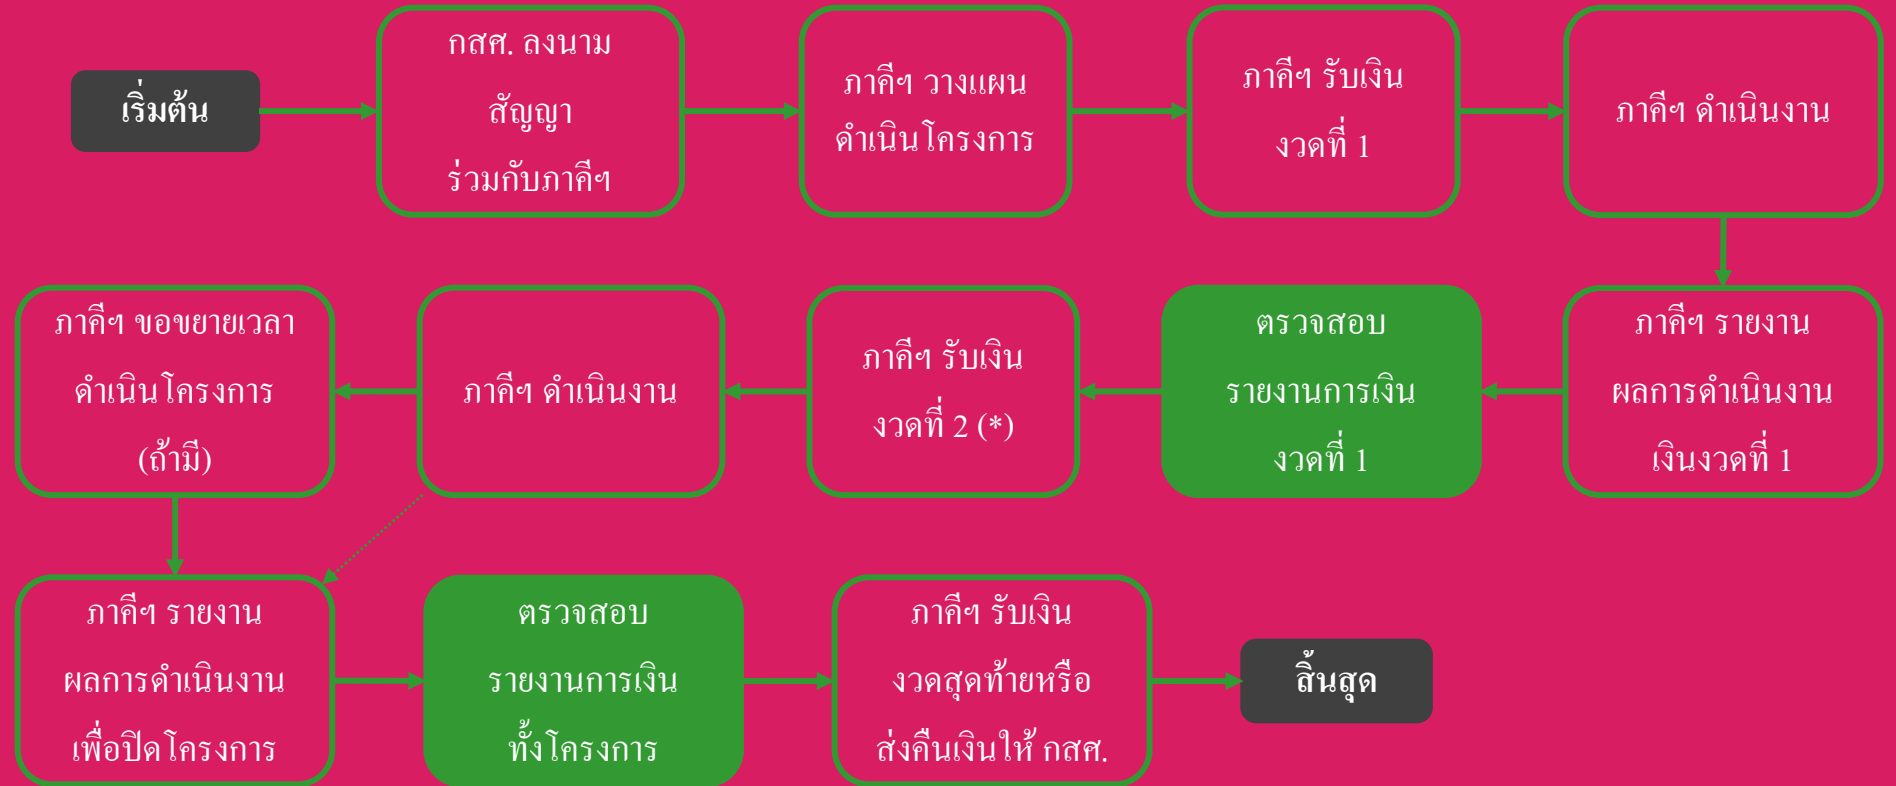 เริ่มต้น
กสศ. ลงนาม
สัญญา
ร่วมกับภาคีฯ
ภาคีฯ วางแผน
ดำเนินโครงการ
ภาคีฯ รับเงิน
งวดที่ 1
ภาคีฯ ดำเนินงาน
ภาคีฯ รายงาน
ผลการดำเนินงาน
เงินงวดที่ 1
ตรวจสอบ
รายงานการเงิน
งวดที่ 1
ภาคีฯ รับเงิน
งวดที่ 2 (*)
ภาคีฯ ดำเนินงาน
ภาคีฯ ขอขยายเวลา
ดำเนินโครงการ
(ถ้ามี)
ภาคีฯ รายงาน
ผลการดำเนินงาน
เพื่อปิดโครงการ
ตรวจสอบ
รายงานการเงิน
ทั้งโครงการ
ภาคีฯ รับเงิน
งวดสุดท้ายหรือ
ส่งคืนเงินให้ กสศ.
สิ้นสุด